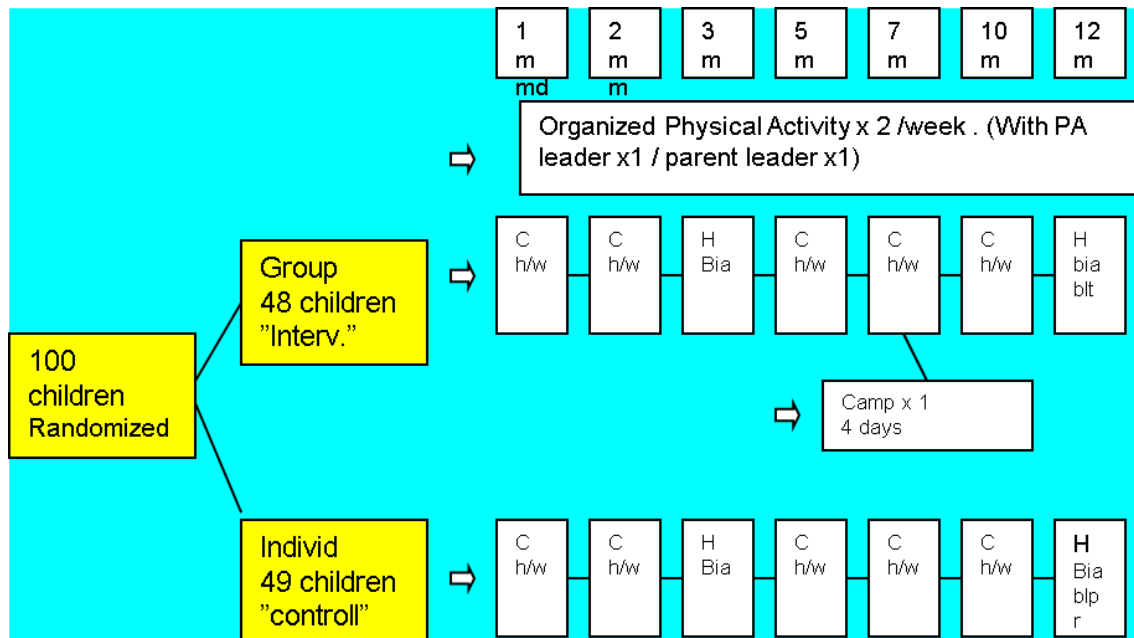 1
m
md
2
m
m
3
m
5
m
7
m
10
m
12
m
Organized Physical Activity x 2 /week . (With PA
leader x1 / parent leader x1)
Group
48 children
”Interv.”
C
h/w
C
h/w
H
Bia
C
h/w
C
h/w
C
h/w
H
bia
blt
100
children
Randomized
Camp x 1
4 days
Individ
49 children
”controll”
C
h/w
C
h/w
H
Bia
C
h/w
C
h/w
C
h/w
H
Bia
blp
r